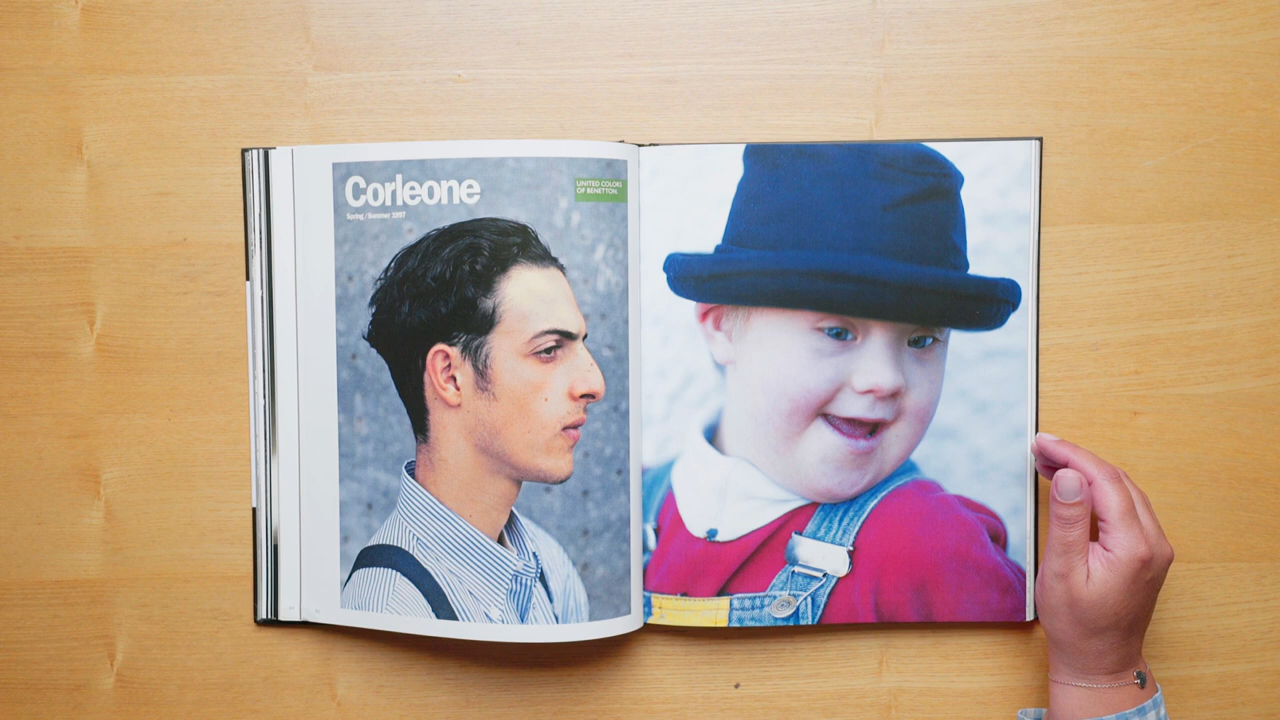 Corleone
Spring / Summer 1997
UNITED COLORS
OF BENETTON.